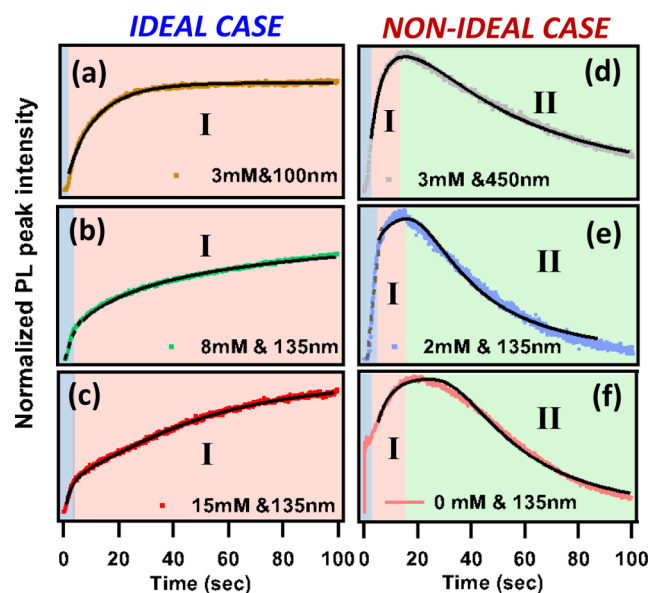 IDEAL CASE
NON-IDEAL CASE
Normalized PL peak intensity
(a)
I
3mM&100nm
(b)
I
8mM & 135nm
(c)
I
15mM &135nm
(d)
II
I
3mM &450nm
(e)
II
I
2mM & 135nm
(f)
II
I
0 mM & 135nm
0 20 40 60 80 100
0 20 40 60 80 100
Time (sec)
Time (sec)